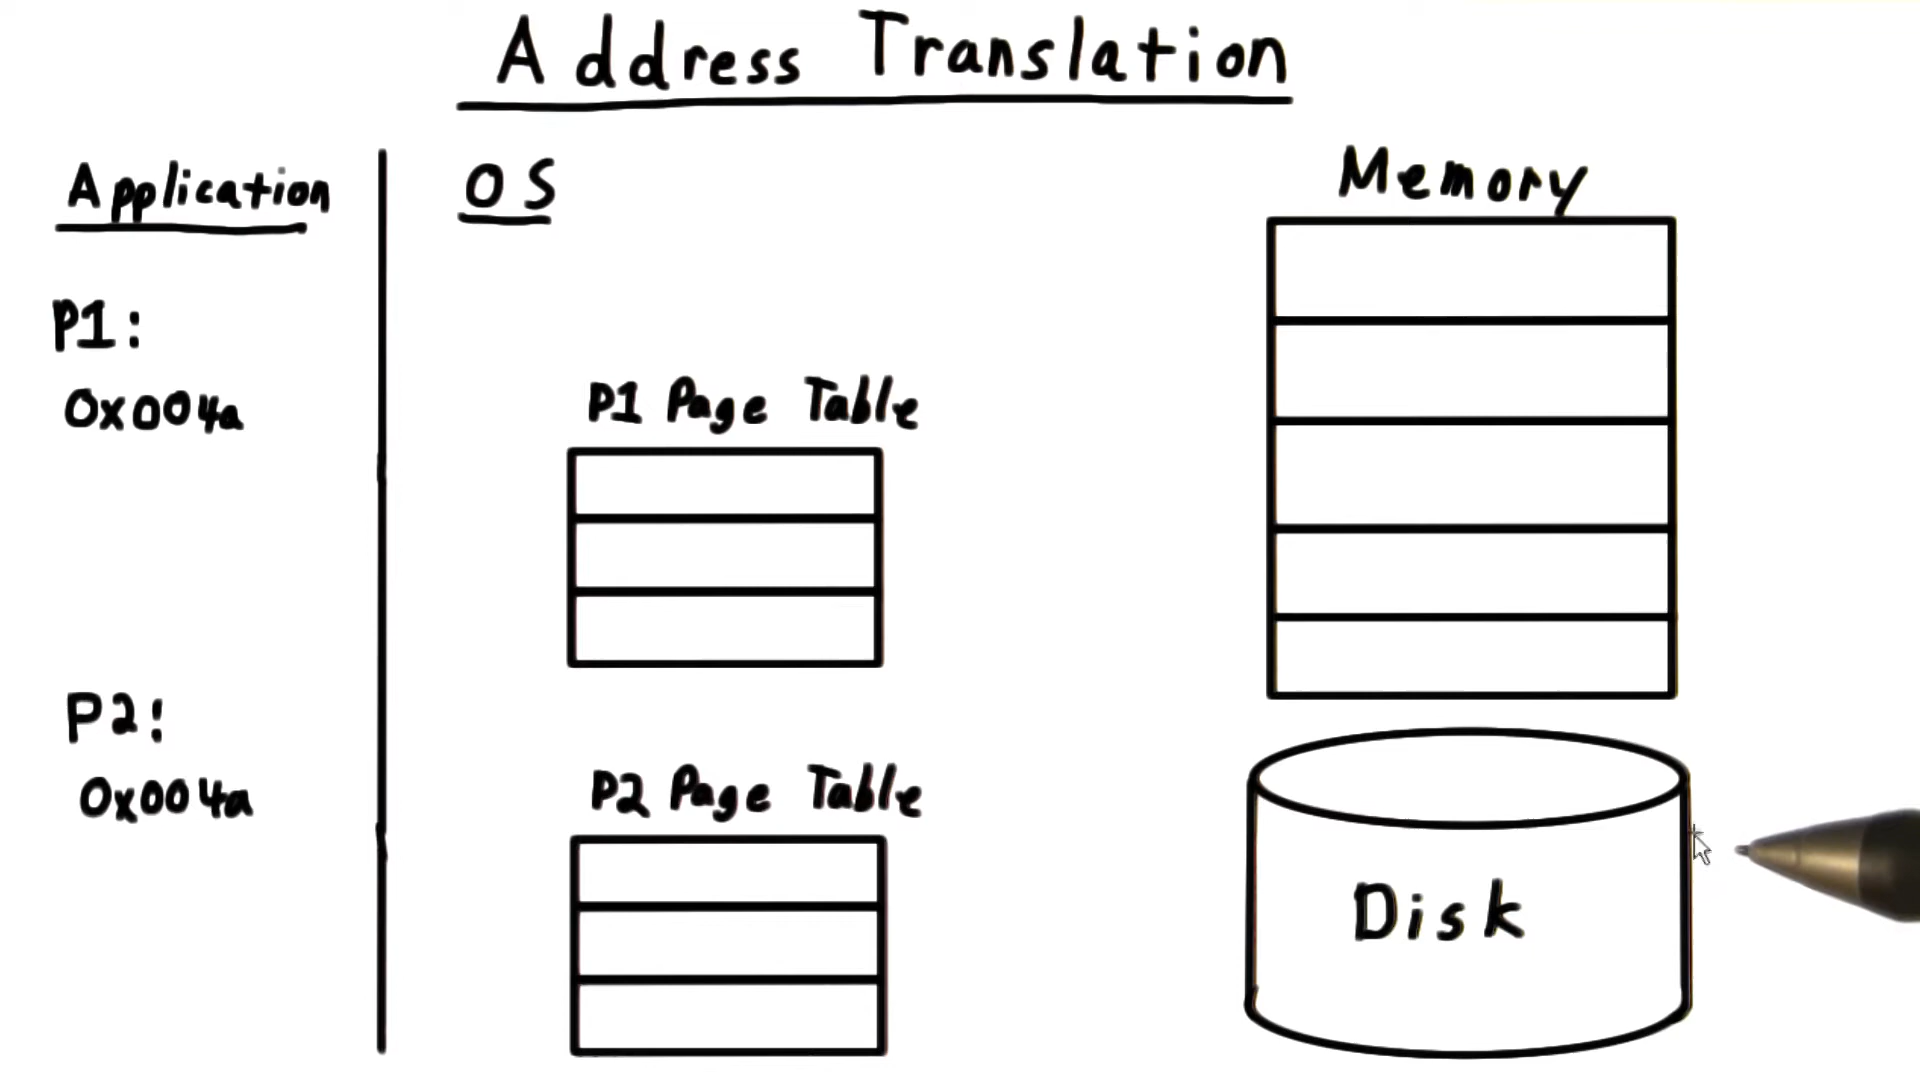 Address Translation
Application
OS
Memory
P1:
0x004a
P1 Page Table
P2:
0x004a
P2 Page Table
Disk